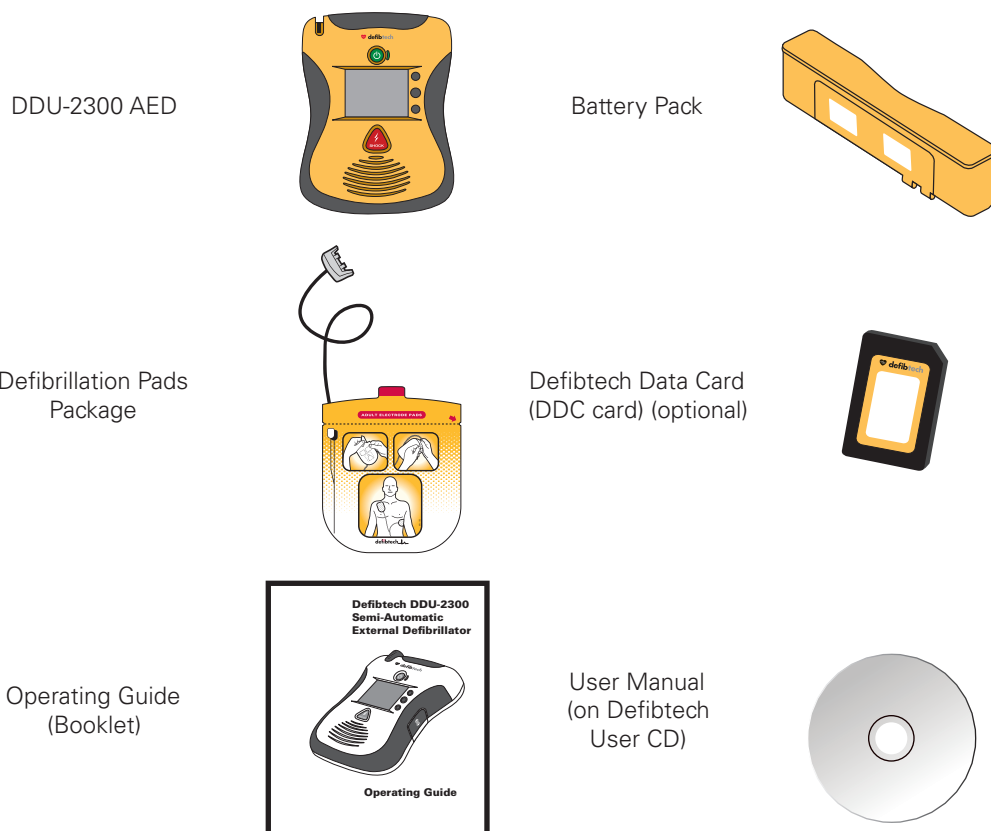 DDU-2300 AED
defibtech
SHOCK
Battery Pack
Defibrillation Pads
Package
ADULT ELECTRODE PADS
defibtech
Defibtech Data Card
(DDC card) (optional)
defibtech
Operating Guide
(Booklet)
Defibtech DDU-2300
Semi-Automatic
External Defibrillator
defibtech
Operating Guide
User Manual
(on Defibtech
User CD)